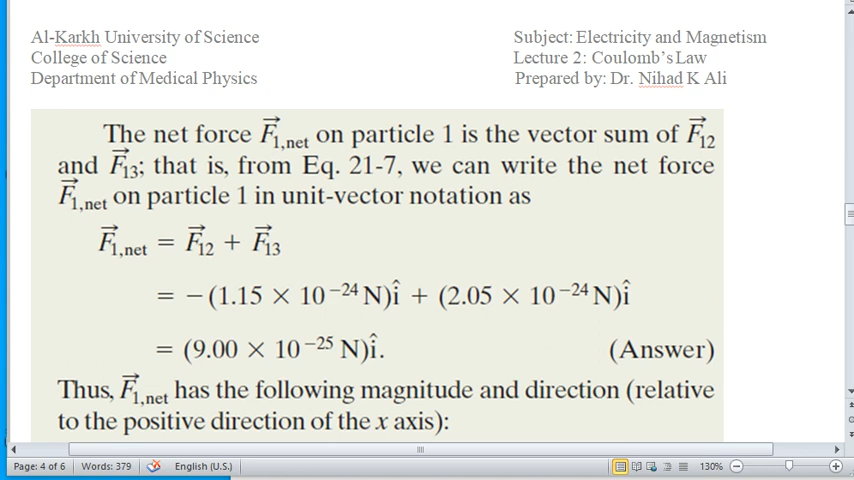 Al-Karkh University of Science
Subject: Electricity and Magnetism
College of Science
Lecture 2: Coulomb's Law
Department of Medical Physics
Prepared by: Dr. Nihad K Ali
The net force F⃗1,net on particle 1 is the vector sum of F⃗12
and F⃗13; that is, from Eq. 21-7, we can write the net force
F⃗1,net on particle 1 in unit-vector notation as
F⃗1,net = F⃗12 + F⃗13
= −(1.15 × 10⁻²⁴ N)î + (2.05 × 10⁻²⁴ N)î
= (9.00 × 10⁻²⁵ N)î. (Answer)
Thus, F⃗1,net has the following magnitude and direction (relative
to the positive direction of the x axis):
Page: 4 of 6 Words: 379 English (U.S.) 130%